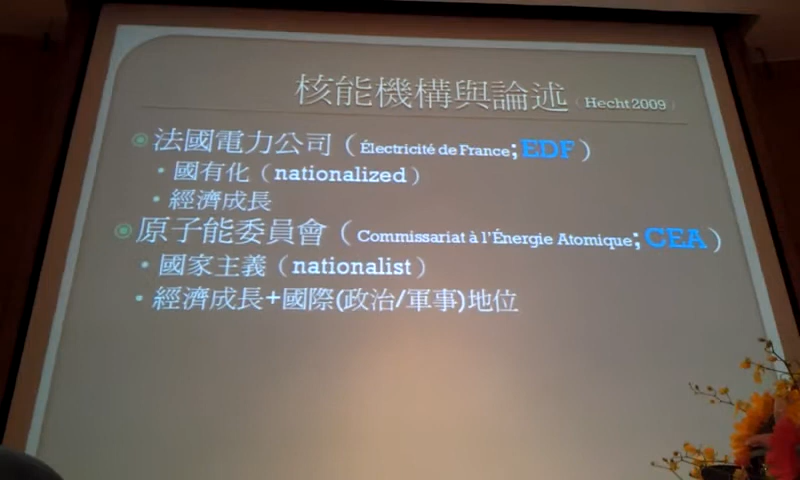 核能機構與論述（Hecht2009）
法國電力公司（Électricité de France;EDF）
國有化（nationalized）
經濟成長
原子能委員會（Commissariat à l'Énergie Atomique;CEA）
國家主義（nationalist）
經濟成長+國際(政治/軍事)地位